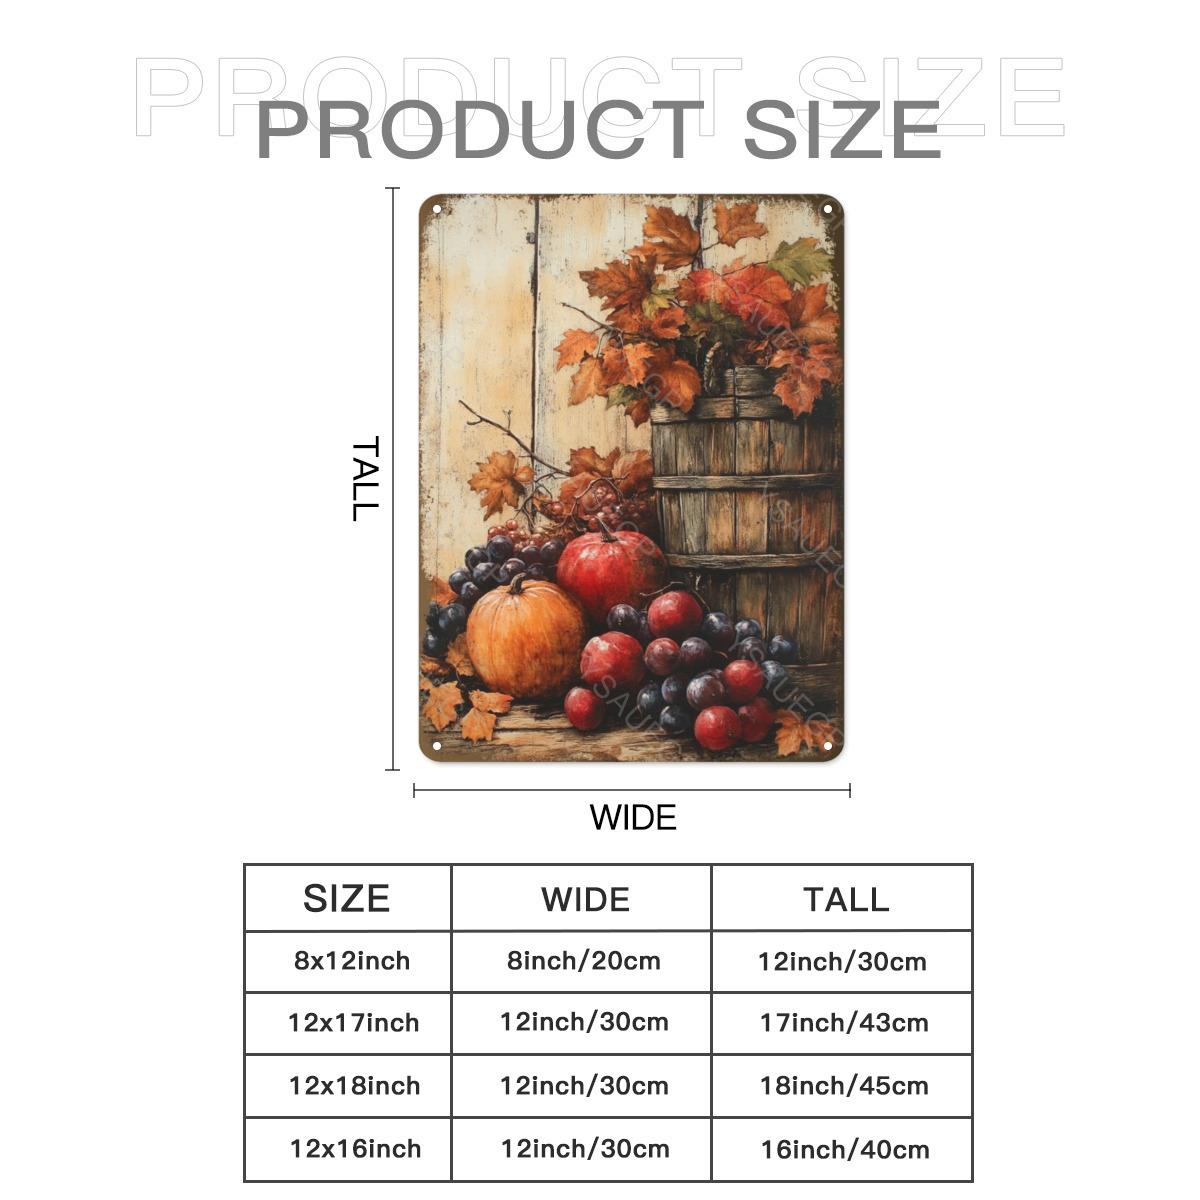 PRODUCT SIZE
PRODUCT SIZE
TALL
WIDE
SIZE WIDE TALL
8x12inch 8inch/20cm 12inch/30cm
12x17inch 12inch/30cm 17inch/43cm
12x18inch 12inch/30cm 18inch/45cm
12x16inch 12inch/30cm 16inch/40cm